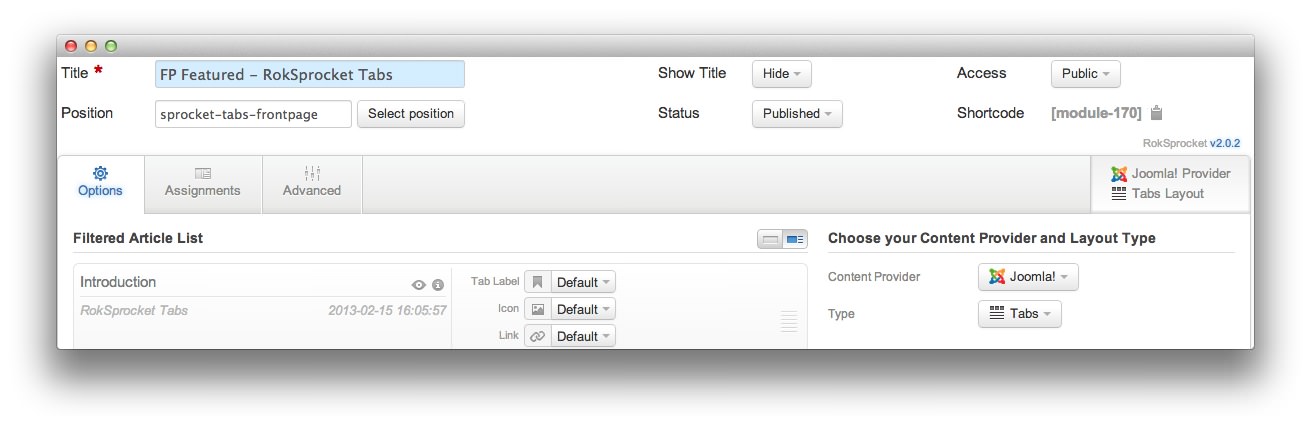 Title * FP Featured – RokSprocket Tabs Show Title Hide Access Public
Position sprocket-tabs-frontpage Select position Status Published Shortcode [module-170]
RokSprocket v2.0.2
Options Assignments Advanced
Joomla! Provider
Tabs Layout
Filtered Article List
Introduction
RokSprocket Tabs 2013-02-15 16:05:57
Tab Label Default
Icon Default
Link Default
Choose your Content Provider and Layout Type
Content Provider Joomla!
Type Tabs